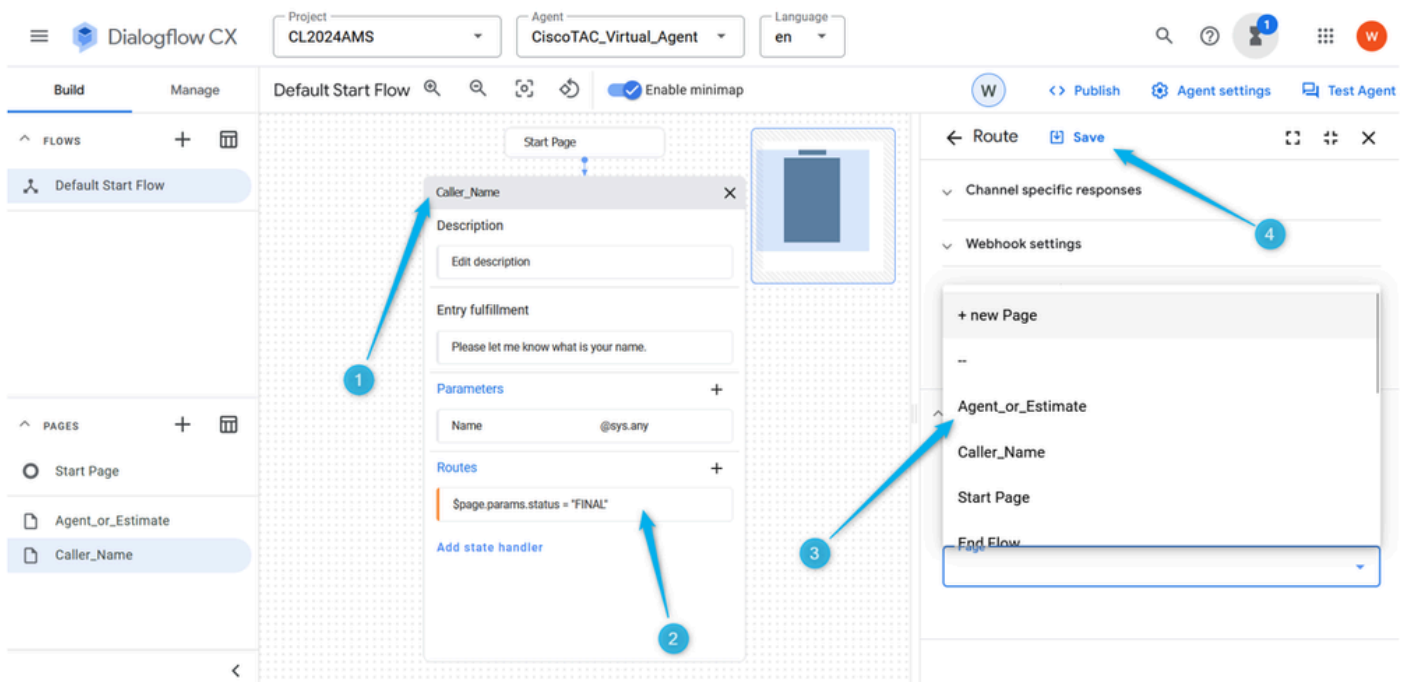 Project
Agent
Language
Dialogflow CX
CL2024AMS
CiscoTAC_Virtual_Agent
en
1
W
Build
Manage
Default Start Flow
Enable minimap
W
Publish
Agent settings
Test Agent
FLOWS
Default Start Flow
PAGES
Start Page
Agent_or_Estimate
Caller_Name
Start Page
Caller_Name
Description
Edit description
Entry fulfillment
Please let me know what is your name.
Parameters
Name @sys.any
Routes
$page.params.status = "FINAL"
Add state handler
1
2
3
4
Route
Save
Channel specific responses
Webhook settings
+ new Page
--
Agent_or_Estimate
Caller_Name
Start Page
End Flow
Page